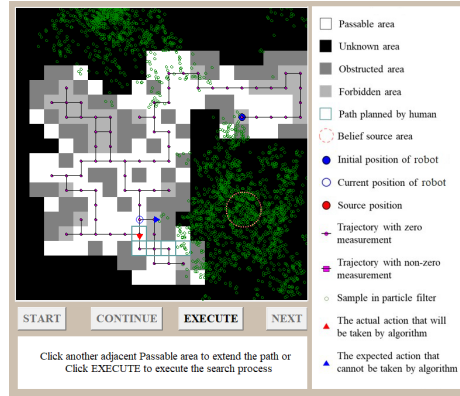 Passable area
Unknown area
Obstructed area
Forbidden area
Path planned by human
Belief source area
Initial position of robot
Current position of robot
Source position
Trajectory with zero
measurement
Trajectory with non-zero
measurement
Sample in particle filter
The actual action that will
be taken by algorithm
The expected action that
cannot be taken by algorithm
START
CONTINUE
EXECUTE
NEXT
Click another adjacent Passable area to extend the path or
Click EXECUTE to execute the search process